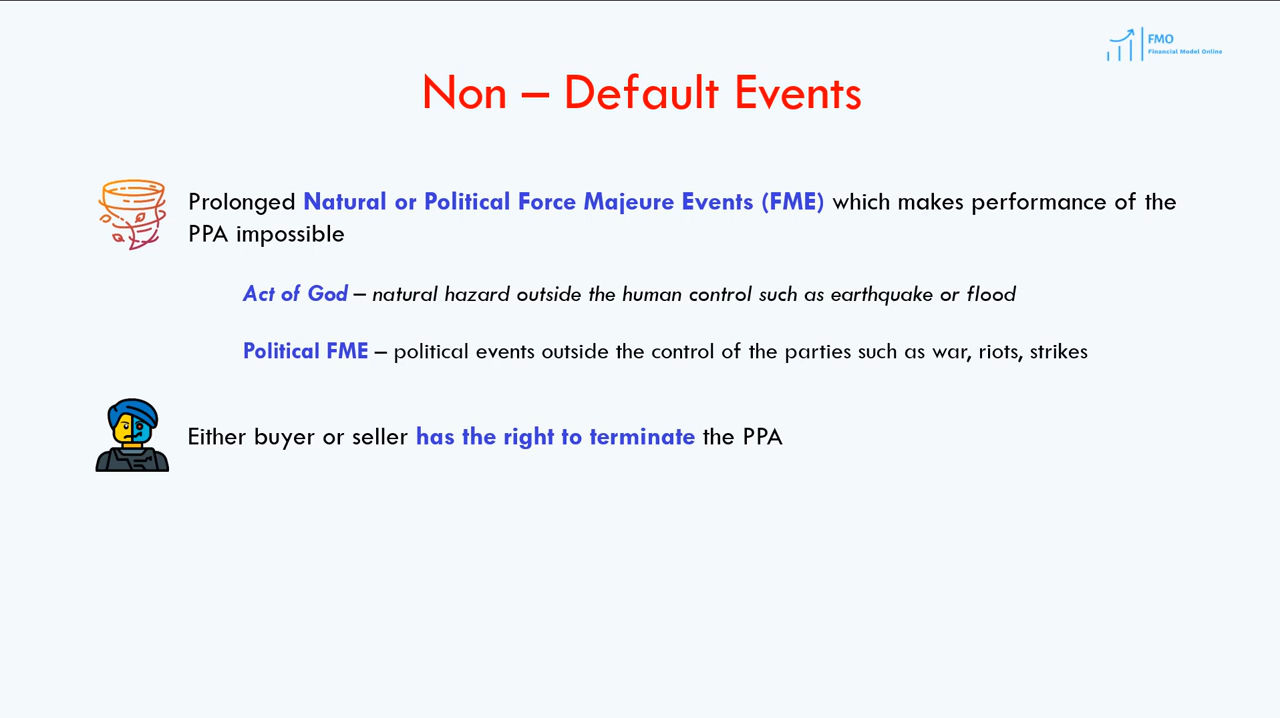 FMO
Financial Model Online
Non – Default Events
Prolonged Natural or Political Force Majeure Events (FME) which makes performance of the
PPA impossible
Act of God – natural hazard outside the human control such as earthquake or flood
Political FME – political events outside the control of the parties such as war, riots, strikes
Either buyer or seller has the right to terminate the PPA